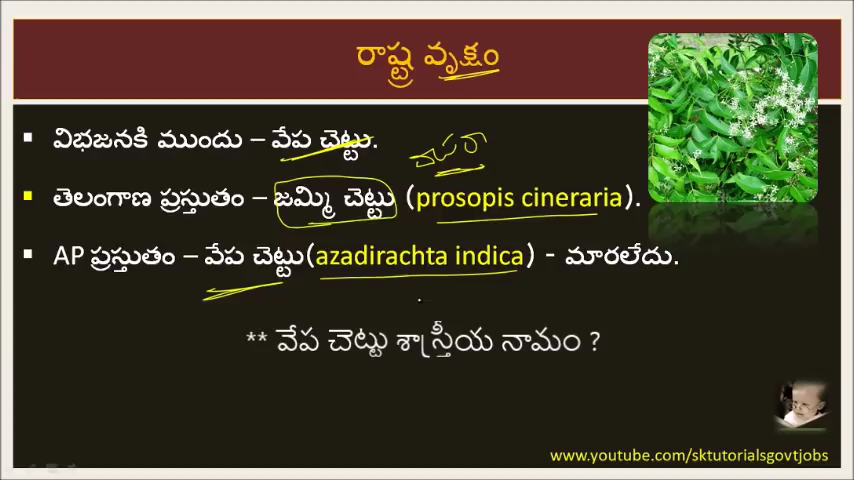 రాష్ట్ర వృక్షం
విభజనకి ముందు – వేప చెట్టు.
తెలంగాణ ప్రస్తుతం – జమ్మి చెట్టు (prosopis cineraria).
AP ప్రస్తుతం – వేప చెట్టు(azadirachta indica) - మారలేదు.
** వేప చెట్టు శాస్త్రీయ నామం ?
www.youtube.com/sktutorialsgovtjobs